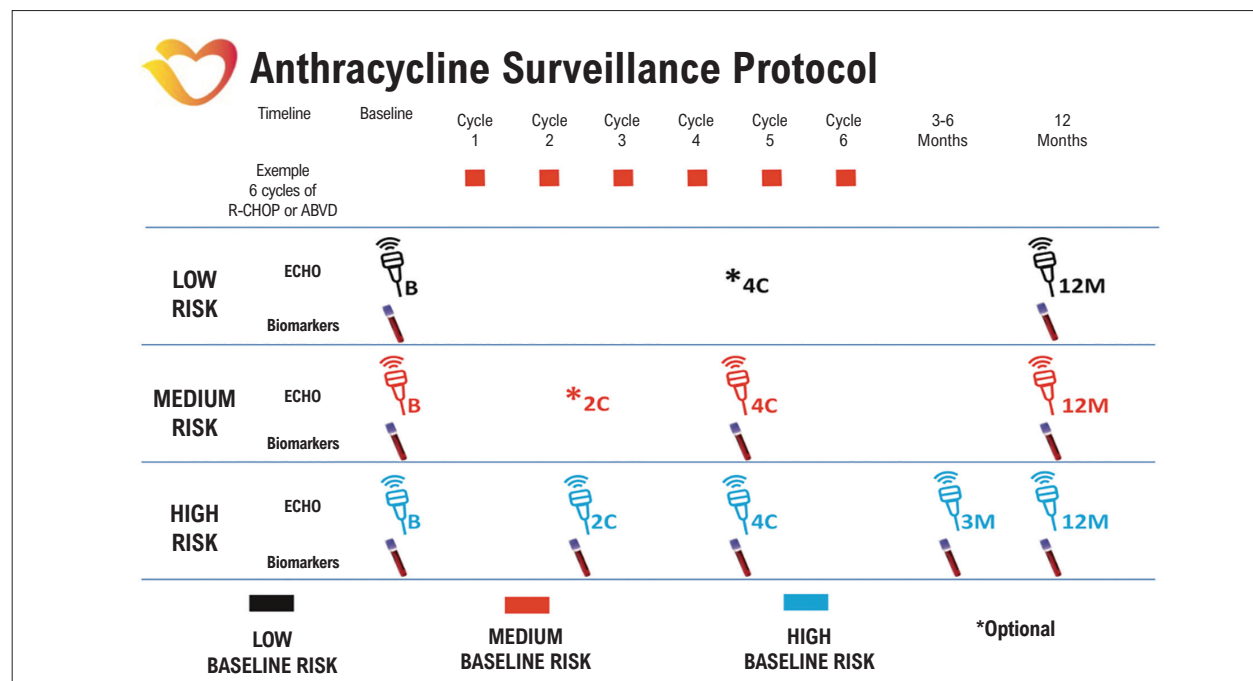 Anthracycline Surveillance Protocol
Timeline
Baseline
Cycle
1
Cycle
2
Cycle
3
Cycle
4
Cycle
5
Cycle
6
3-6
Months
12
Months
Exemple
6 cycles of
R-CHOP or ABVD
LOW
RISK
ECHO
B
*4C
12M
Biomarkers
MEDIUM
RISK
ECHO
B
*2C
4C
12M
Biomarkers
HIGH
RISK
ECHO
B
2C
4C
3M
12M
Biomarkers
LOW
BASELINE RISK
MEDIUM
BASELINE RISK
HIGH
BASELINE RISK
*Optional